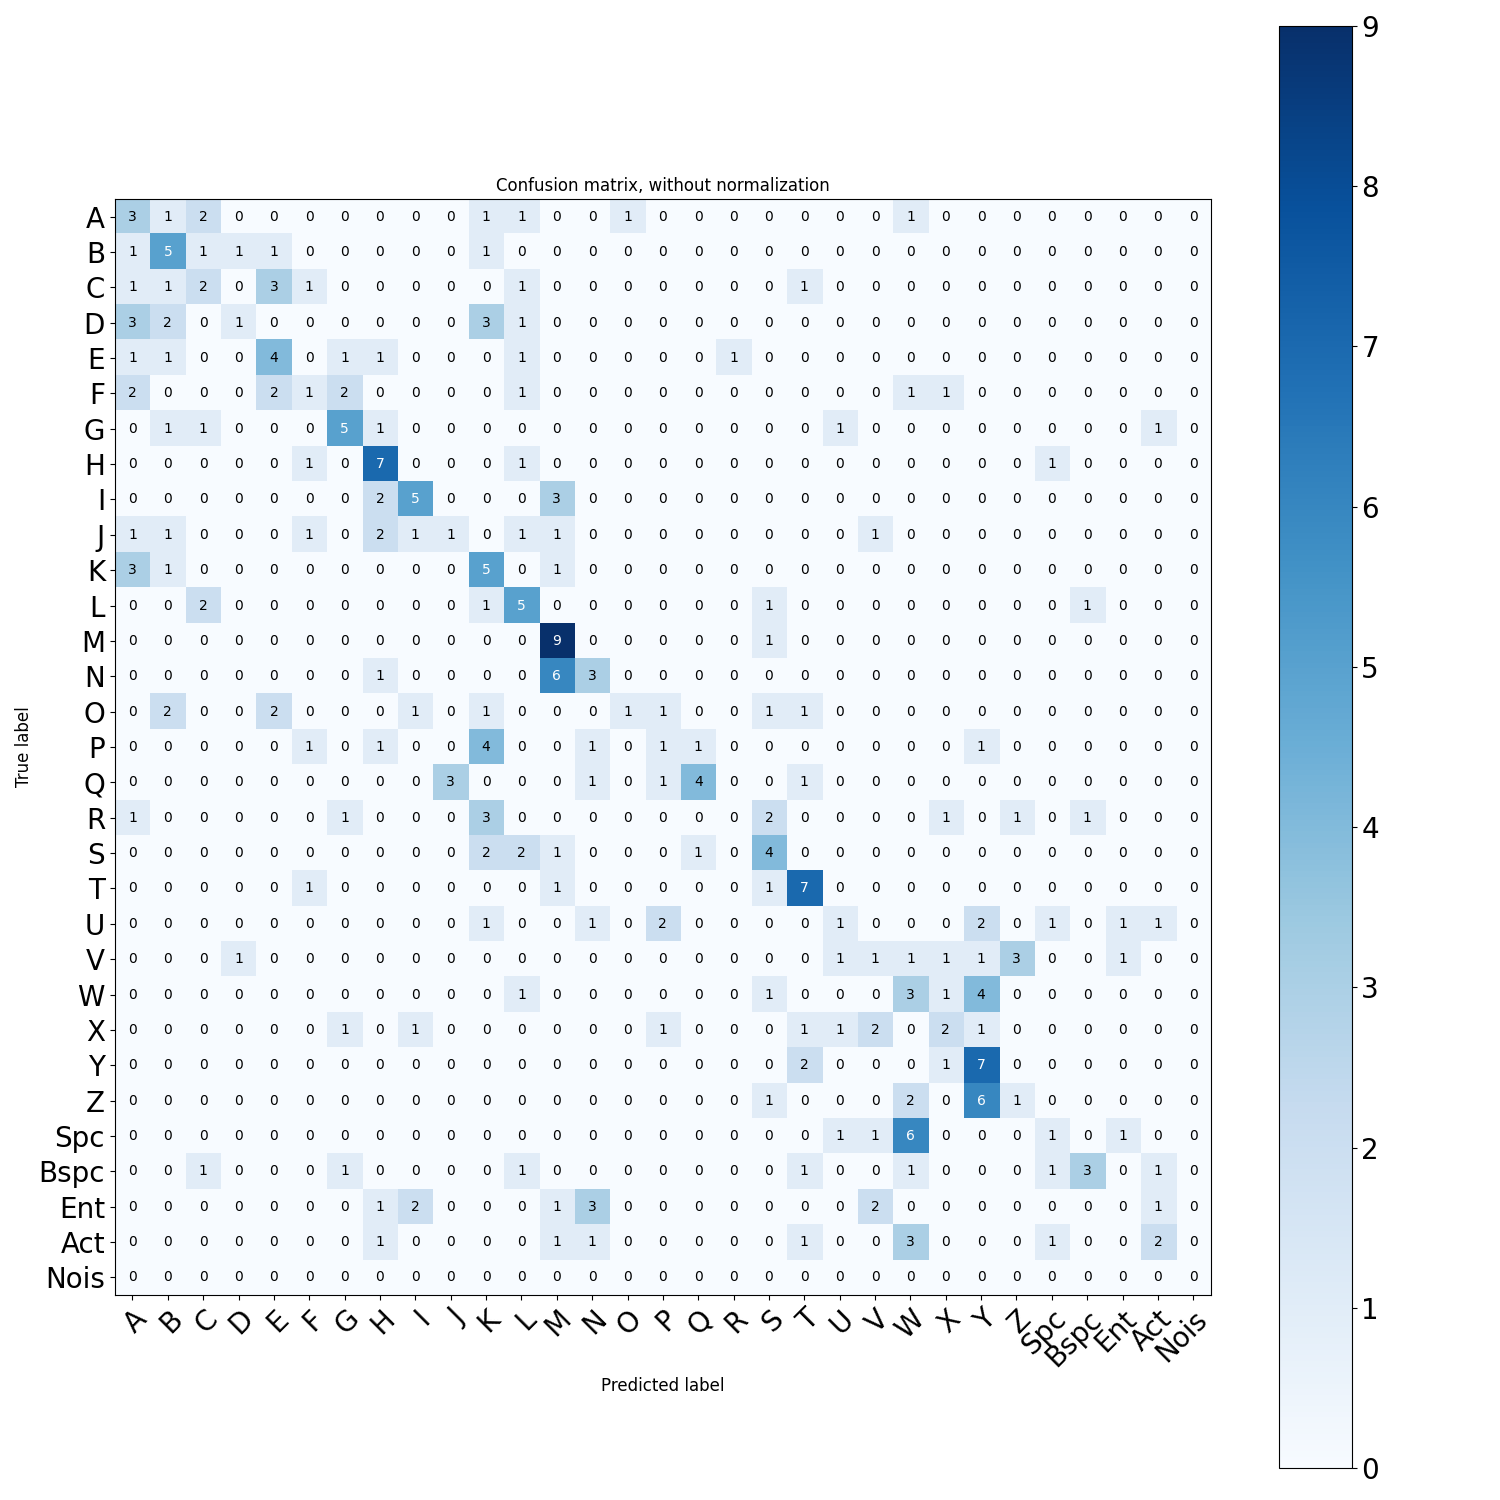 Confusion matrix, without normalization
A 3 1 2 0 0 0 0 0 0 0 1 1 0 0 1 0 0 0 0 0 0 0 1 0 0 0 0 0 0 0 0
B 1 5 1 1 1 0 0 0 0 0 1 0 0 0 0 0 0 0 0 0 0 0 0 0 0 0 0 0 0 0 0
C 1 1 2 0 3 1 0 0 0 0 0 1 0 0 0 0 0 0 0 1 0 0 0 0 0 0 0 0 0 0 0
D 3 2 0 1 0 0 0 0 0 0 3 1 0 0 0 0 0 0 0 0 0 0 0 0 0 0 0 0 0 0 0
E 1 1 0 0 4 0 1 1 0 0 0 1 0 0 0 0 0 1 0 0 0 0 0 0 0 0 0 0 0 0 0
F 2 0 0 0 2 1 2 0 0 0 0 1 0 0 0 0 0 0 0 0 0 0 1 1 0 0 0 0 0 0 0
G 0 1 1 0 0 0 5 1 0 0 0 0 0 0 0 0 0 0 0 0 1 0 0 0 0 0 0 0 0 1 0
H 0 0 0 0 0 1 0 7 0 0 0 1 0 0 0 0 0 0 0 0 0 0 0 0 0 0 1 0 0 0 0
I 0 0 0 0 0 0 0 2 5 0 0 0 3 0 0 0 0 0 0 0 0 0 0 0 0 0 0 0 0 0 0
J 1 1 0 0 0 1 0 2 1 1 0 1 1 0 0 0 0 0 0 0 0 1 0 0 0 0 0 0 0 0 0
K 3 1 0 0 0 0 0 0 0 0 5 0 1 0 0 0 0 0 0 0 0 0 0 0 0 0 0 0 0 0 0
L 0 0 2 0 0 0 0 0 0 0 1 5 0 0 0 0 0 0 1 0 0 0 0 0 0 0 0 1 0 0 0
M 0 0 0 0 0 0 0 0 0 0 0 0 9 0 0 0 0 0 1 0 0 0 0 0 0 0 0 0 0 0 0
N 0 0 0 0 0 0 0 1 0 0 0 0 6 3 0 0 0 0 0 0 0 0 0 0 0 0 0 0 0 0 0
O 0 2 0 0 2 0 0 0 1 0 1 0 0 0 1 1 0 0 1 1 0 0 0 0 0 0 0 0 0 0 0
P 0 0 0 0 0 1 0 1 0 0 4 0 0 1 0 1 1 0 0 0 0 0 0 0 1 0 0 0 0 0 0
Q 0 0 0 0 0 0 0 0 0 3 0 0 0 1 0 1 4 0 0 1 0 0 0 0 0 0 0 0 0 0 0
R 1 0 0 0 0 0 1 0 0 0 3 0 0 0 0 0 0 0 2 0 0 0 0 1 0 1 0 1 0 0 0
S 0 0 0 0 0 0 0 0 0 0 2 2 1 0 0 0 1 0 4 0 0 0 0 0 0 0 0 0 0 0 0
T 0 0 0 0 0 1 0 0 0 0 0 0 1 0 0 0 0 0 1 7 0 0 0 0 0 0 0 0 0 0 0
U 0 0 0 0 0 0 0 0 0 0 1 0 0 1 0 2 0 0 0 0 1 0 0 0 2 0 1 0 1 1 0
V 0 0 0 1 0 0 0 0 0 0 0 0 0 0 0 0 0 0 0 0 1 1 1 1 1 3 0 0 1 0 0
W 0 0 0 0 0 0 0 0 0 0 0 1 0 0 0 0 0 0 1 0 0 0 3 1 4 0 0 0 0 0 0
X 0 0 0 0 0 0 1 0 1 0 0 0 0 0 0 1 0 0 0 1 1 2 0 2 1 0 0 0 0 0 0
Y 0 0 0 0 0 0 0 0 0 0 0 0 0 0 0 0 0 0 0 2 0 0 0 1 7 0 0 0 0 0 0
Z 0 0 0 0 0 0 0 0 0 0 0 0 0 0 0 0 0 0 1 0 0 0 2 0 6 1 0 0 0 0 0
Spc 0 0 0 0 0 0 0 0 0 0 0 0 0 0 0 0 0 0 0 0 1 1 6 0 0 0 1 0 1 0 0
Bspc 0 0 1 0 0 0 1 0 0 0 0 1 0 0 0 0 0 0 0 1 0 0 1 0 0 0 1 3 0 1 0
Ent 0 0 0 0 0 0 0 1 2 0 0 0 1 3 0 0 0 0 0 0 0 2 0 0 0 0 0 0 0 1 0
Act 0 0 0 0 0 0 0 1 0 0 0 0 1 1 0 0 0 0 0 1 0 0 3 0 0 0 1 0 0 2 0
Nois 0 0 0 0 0 0 0 0 0 0 0 0 0 0 0 0 0 0 0 0 0 0 0 0 0 0 0 0 0 0 0
A B C D E F G H I J K L M N O P Q R S T U V W X Y Z Spc Bspc Ent Act Nois
Predicted label
True label
9
8
7
6
5
4
3
2
1
0